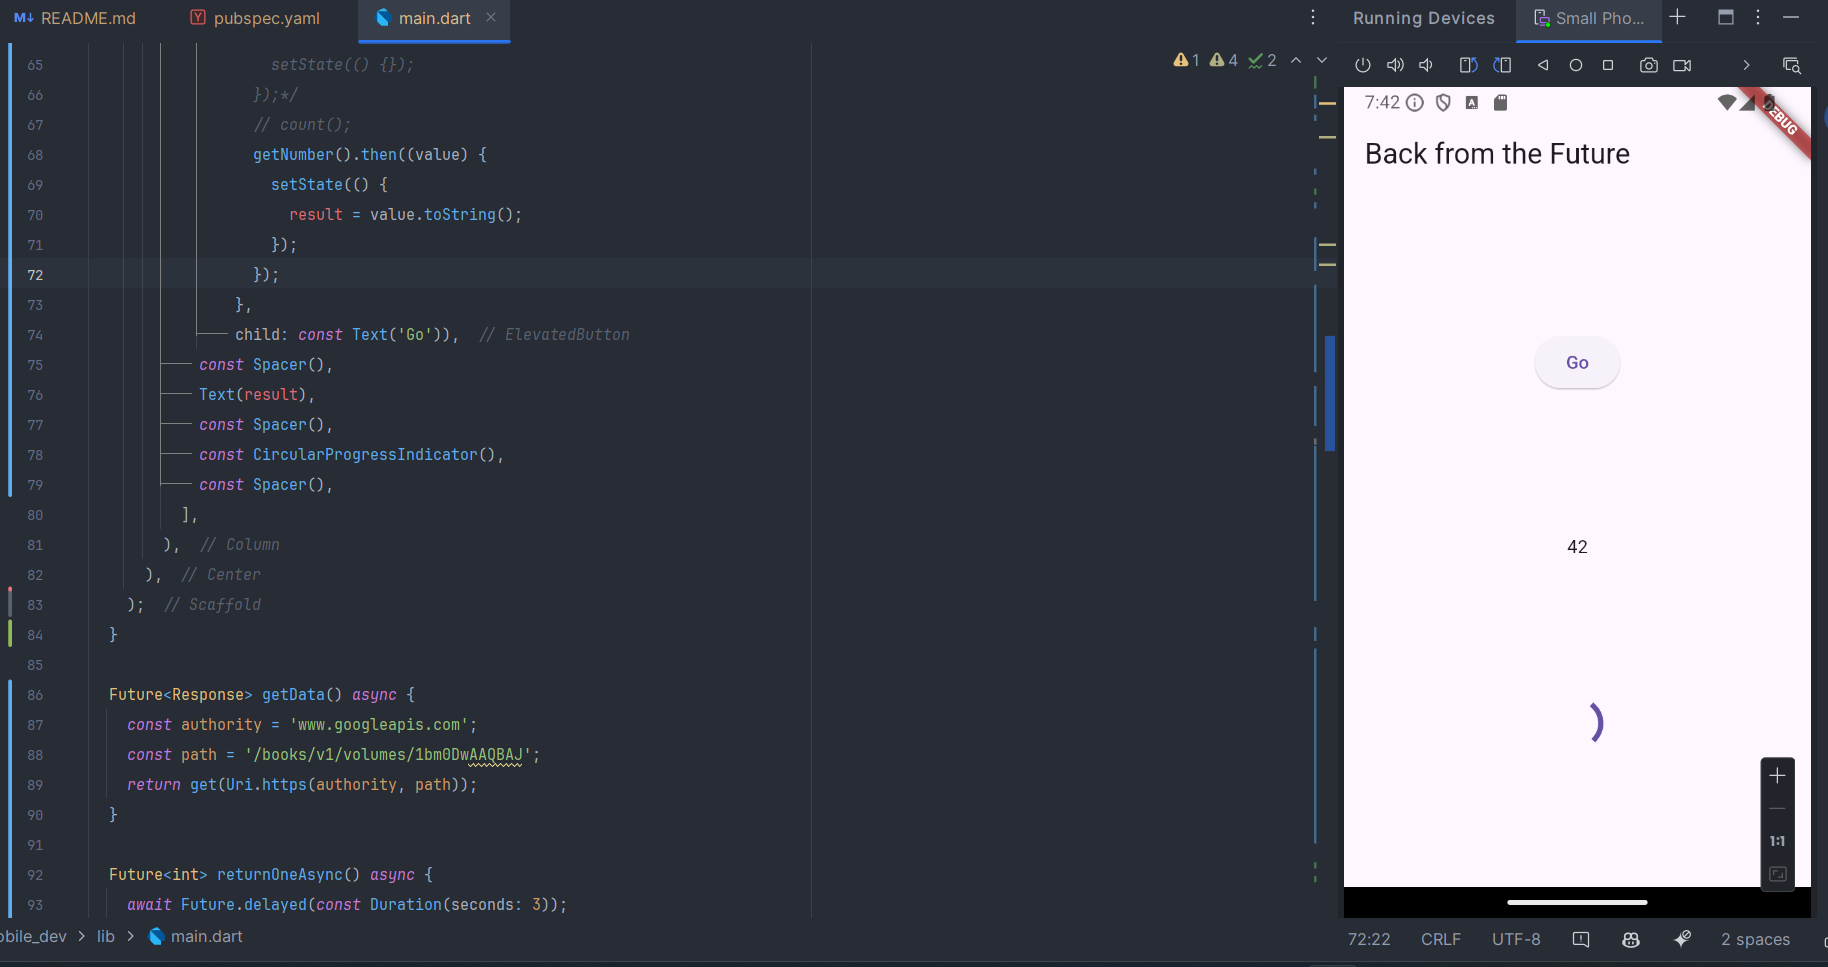 README.md
pubspec.yaml
main.dart
Running Devices
Small Pho...
1 4 2
65 setState(() {});
66 });*/
67 // count();
68 getNumber().then((value) {
69 setState(() {
70 result = value.toString();
71 });
72 });
73 },
74 child: const Text('Go')), // ElevatedButton
75 const Spacer(),
76 Text(result),
77 const Spacer(),
78 const CircularProgressIndicator(),
79 const Spacer(),
80 ],
81 ), // Column
82 ), // Center
83 ); // Scaffold
84 }
85
86 Future<Response> getData() async {
87 const authority = 'www.googleapis.com';
88 const path = '/books/v1/volumes/1bm0DwAAQBAJ';
89 return get(Uri.https(authority, path));
90 }
91
92 Future<int> returnOneAsync() async {
93 await Future.delayed(const Duration(seconds: 3));
7:42
DEBUG
Back from the Future
Go
42
1:1
obile_dev > lib > main.dart
72:22 CRLF UTF-8 2 spaces